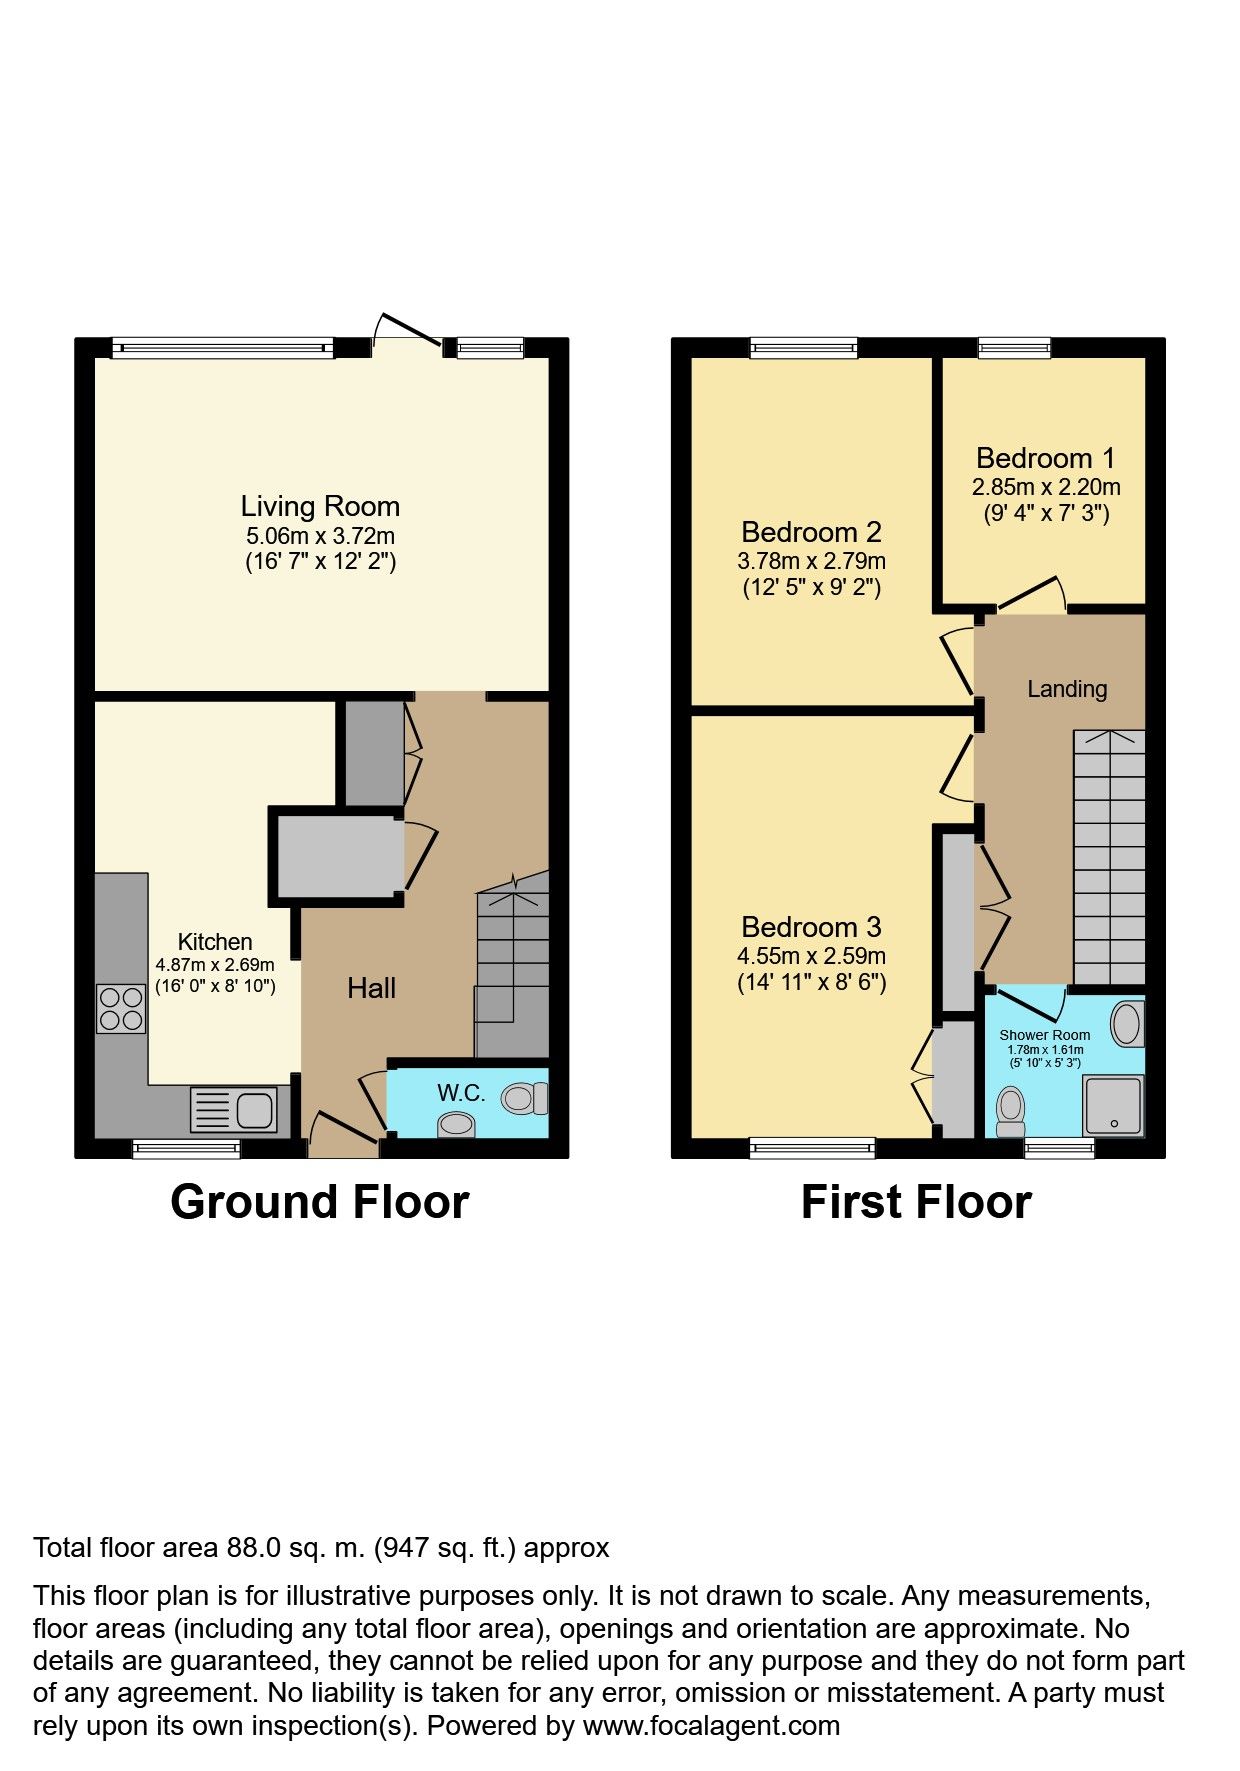 Living Room
5.06m x 3.72m
(16' 7" x 12' 2")
Kitchen
4.87m x 2.69m
(16' 0" x 8' 10")
Hall
W.C.
Ground Floor
Bedroom 1
2.85m x 2.20m
(9' 4" x 7' 3")
Bedroom 2
3.78m x 2.79m
(12' 5" x 9' 2")
Landing
Bedroom 3
4.55m x 2.59m
(14' 11" x 8' 6")
Shower Room
1.78m x 1.61m
(5' 10" x 5' 3")
First Floor
Total floor area 88.0 sq. m. (947 sq. ft.) approx
This floor plan is for illustrative purposes only. It is not drawn to scale. Any measurements,
floor areas (including any total floor area), openings and orientation are approximate. No
details are guaranteed, they cannot be relied upon for any purpose and they do not form part
of any agreement. No liability is taken for any error, omission or misstatement. A party must
rely upon its own inspection(s). Powered by www.focalagent.com